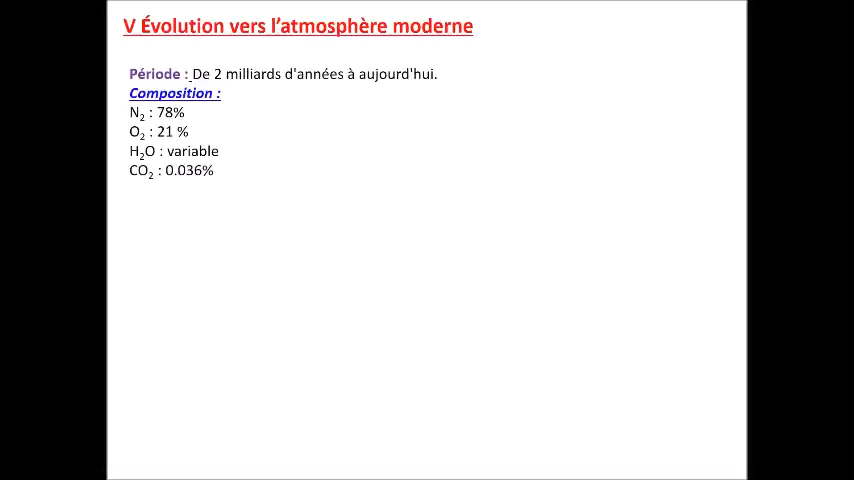 V Évolution vers l’atmosphère moderne
Période : De 2 milliards d'années à aujourd'hui.
Composition :
N₂ : 78%
O₂ : 21 %
H₂O : variable
CO₂ : 0.036%